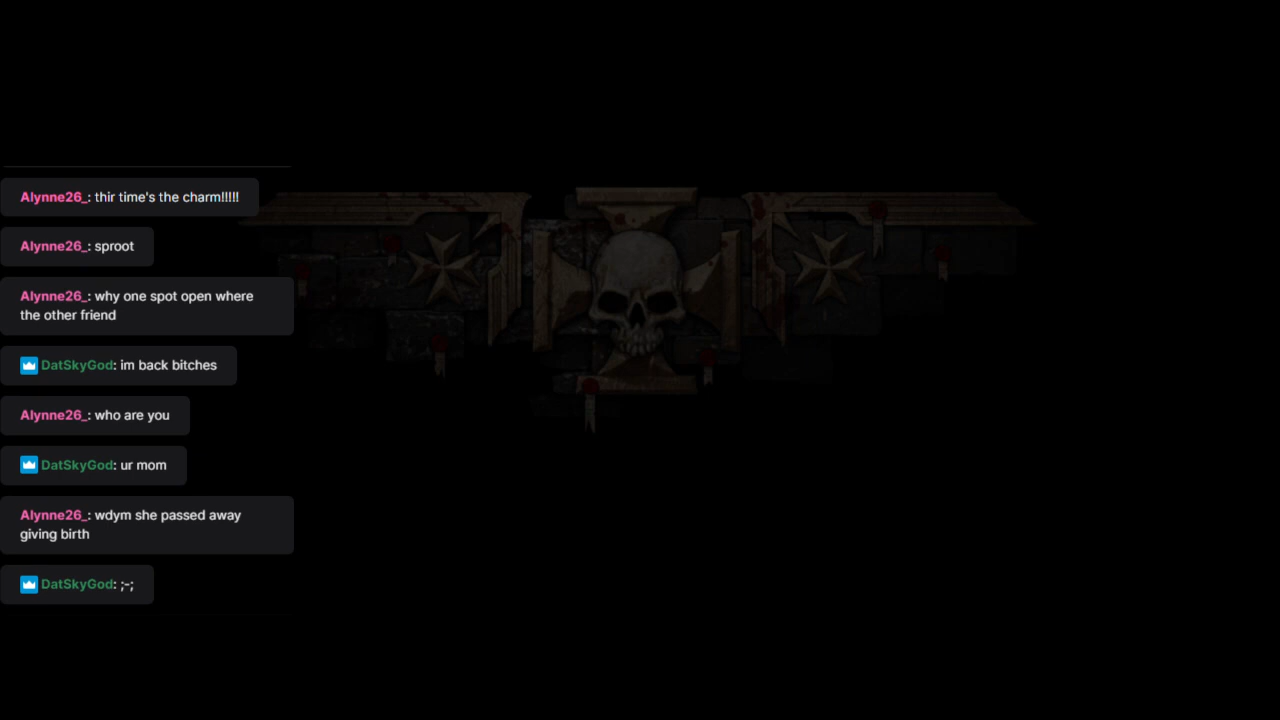 Alynne26_: thir time's the charm!!!!!
Alynne26_: sproot
Alynne26_: why one spot open where
the other friend
DatSkyGod: im back bitches
Alynne26_: who are you
DatSkyGod: ur mom
Alynne26_: wdym she passed away
giving birth
DatSkyGod: ;-;